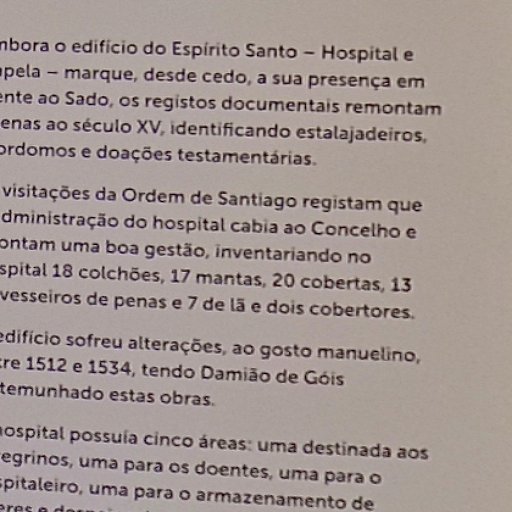 mbora o edifício do Espírito Santo – Hospital e
pela – marque, desde cedo, a sua presença em
ente ao Sado, os registos documentais remontam
enas ao século XV, identificando estalajadeiros,
ordomos e doações testamentárias.
visitações da Ordem de Santiago registam que
dministração do hospital cabia ao Concelho e
ontam uma boa gestão, inventariando no
spital 18 colchões, 17 mantas, 20 cobertas, 13
vesseiros de penas e 7 de lã e dois cobertores.
edifício sofreu alterações, ao gosto manuelino,
tre 1512 e 1534, tendo Damião de Góis
temunhado estas obras.
hospital possuía cinco áreas: uma destinada aos
regrinos, uma para os doentes, uma para o
spitaleiro, uma para o armazenamento de